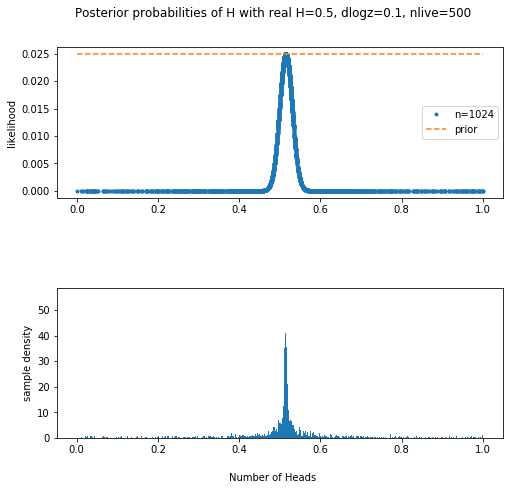 Posterior probabilities of H with real H=0.5, dlogz=0.1, nlive=500
0.025
0.020
0.015
0.010
0.005
0.000
likelihood
n=1024
prior
0.0 0.2 0.4 0.6 0.8 1.0
50
40
30
20
10
0
sample density
0.0 0.2 0.4 0.6 0.8 1.0
Number of Heads